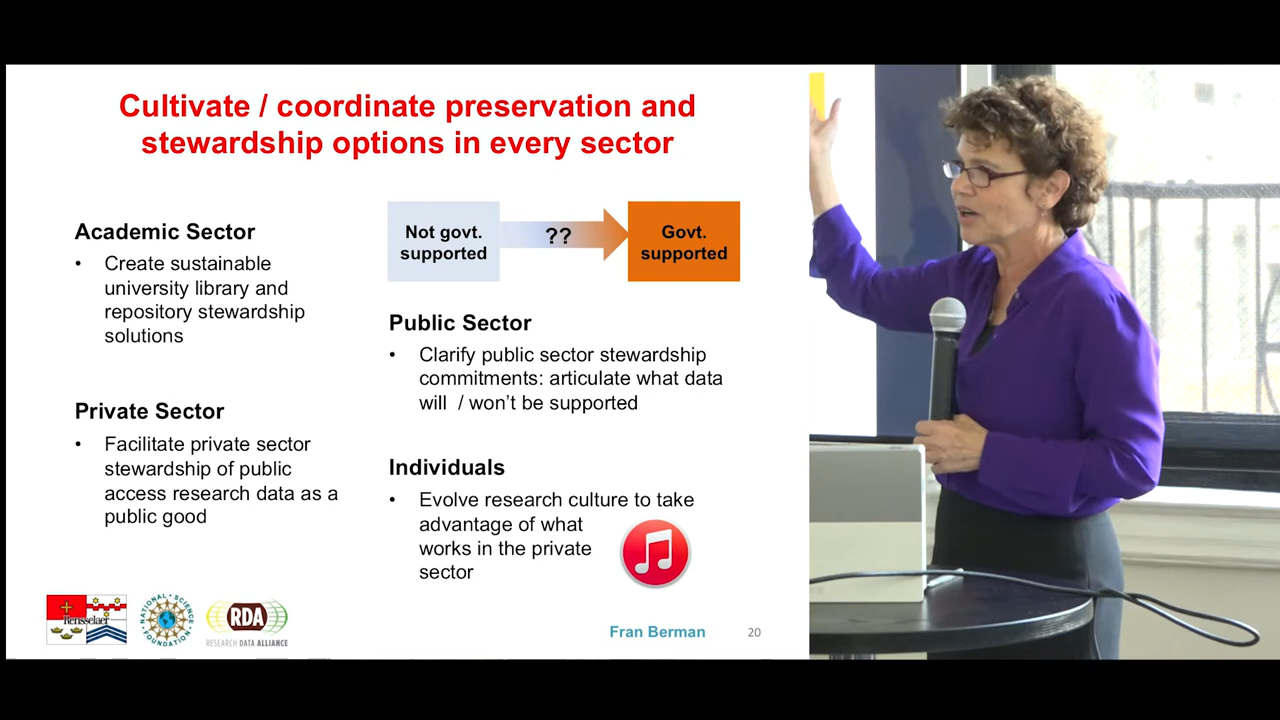 Cultivate / coordinate preservation and
stewardship options in every sector
Academic Sector
• Create sustainable
university library and
repository stewardship
solutions
Private Sector
• Facilitate private sector
stewardship of public
access research data as a
public good
Not govt.
supported
??
Govt.
supported
Public Sector
• Clarify public sector stewardship
commitments: articulate what data
will / won’t be supported
Individuals
• Evolve research culture to take
advantage of what
works in the private
sector
Rensselaer
NATIONAL SCIENCE FOUNDATION
RDA
RESEARCH DATA ALLIANCE
Fran Berman
20